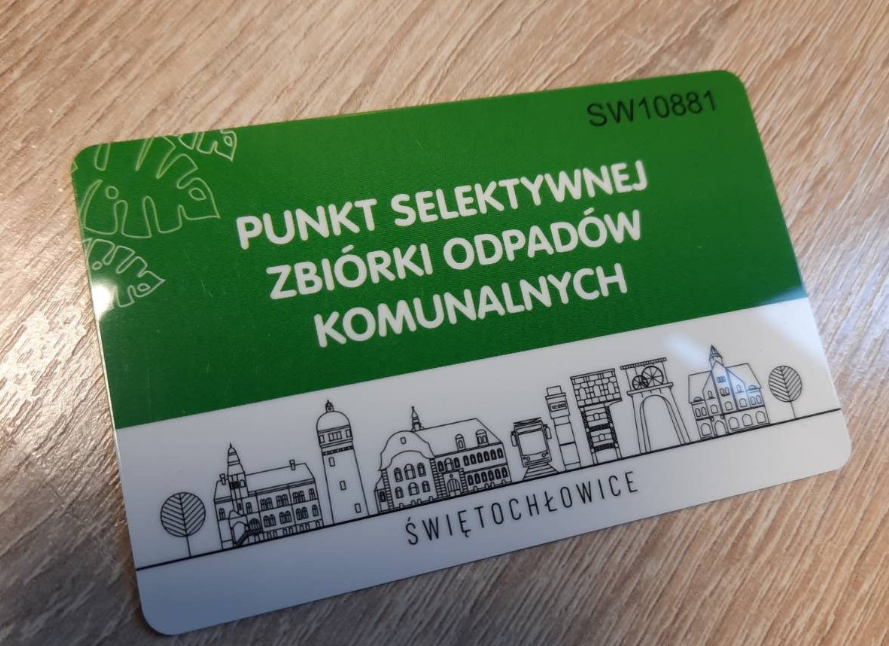 SW10881
PUNKT SELEKTYWNEJ
ZBIÓRKI ODPADÓW
KOMUNALNYCH
ŚWIĘTOCHŁOWICE